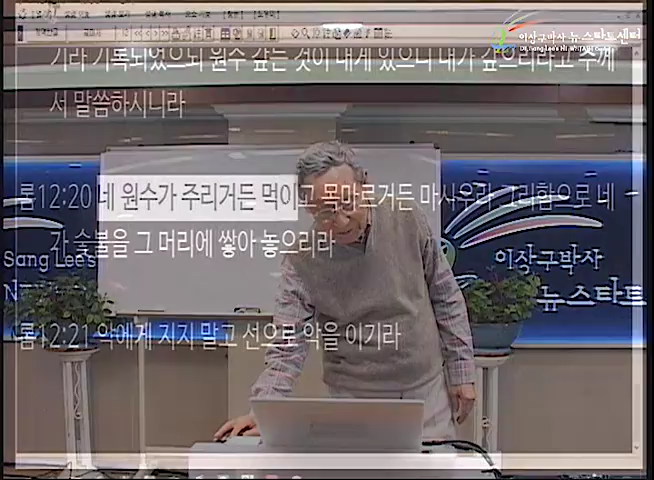 이상구박사 뉴스타트센터
기라 기록되었으되 원수 갚는 것이 내게 있으니 내가 갚으리라고 주께
서 말씀하시니라
롬12:20 네 원수가 주리거든 먹이고 목마르거든 마시우라 그리함으로 네
가 숯불을 그 머리에 쌓아 놓으리라
롬12:21 악에게 지지 말고 선으로 악을 이기라
Sang Lee's
N
이상구박사
뉴스타트